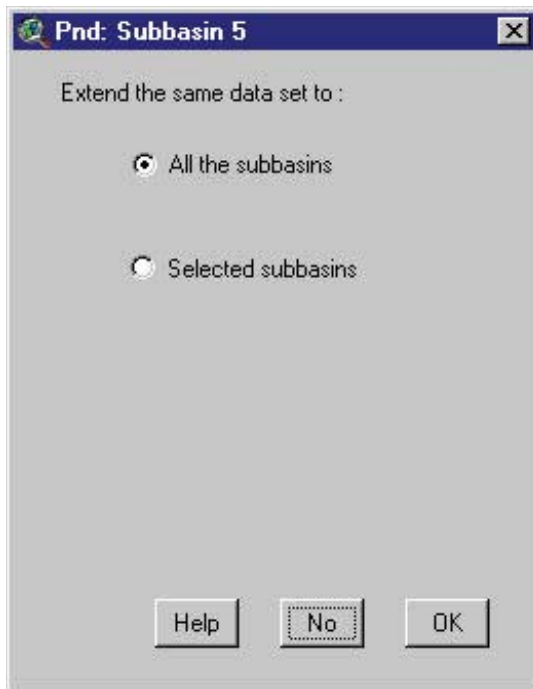 Pnd: Subbasin 5
Extend the same data set to :
All the subbasins
Selected subbasins
Help No OK